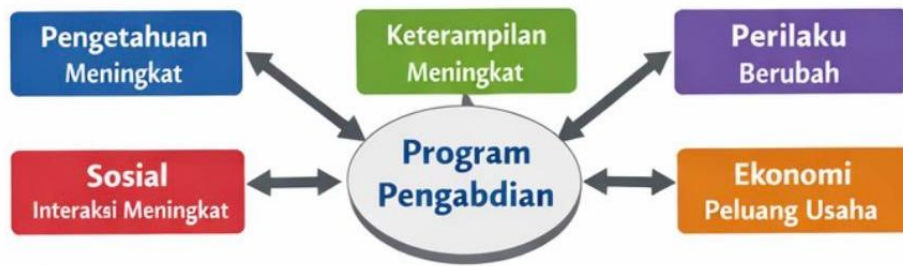 Pengetahuan
Meningkat
Keterampilan
Meningkat
Perilaku
Berubah
Sosial
Interaksi Meningkat
Program
Pengabdian
Ekonomi
Peluang Usaha